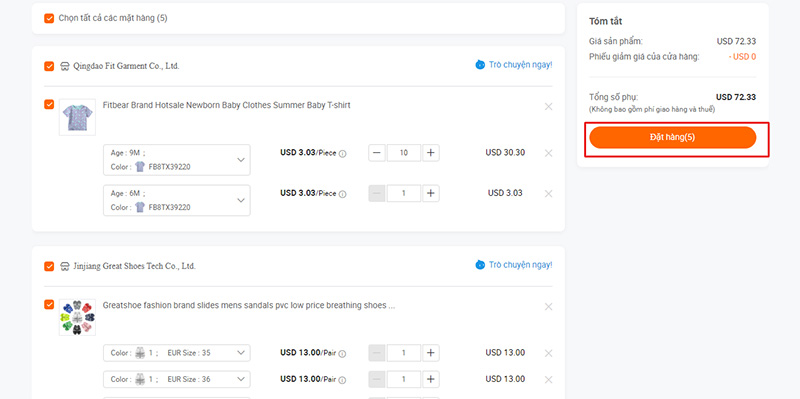 Chọn tất cả các mặt hàng (5)
Qingdao Fit Garment Co., Ltd.
Trò chuyện ngay!
Fitbear Brand Hotsale Newborn Baby Clothes Summer Baby T-shirt
Age : 9M ;
Color : FB8TX39220
USD 3.03/Piece
10
USD 30.30
Age : 6M ;
Color : FB8TX39220
USD 3.03/Piece
1
USD 3.03
Jinjiang Great Shoes Tech Co., Ltd.
Trò chuyện ngay!
Greatshoe fashion brand slides mens sandals pvc low price breathing shoes ...
Color : 1 ; EUR Size : 35
USD 13.00/Pair
1
USD 13.00
Color : 1 ; EUR Size : 36
USD 13.00/Pair
1
USD 13.00
Tóm tắt
Giá sản phẩm: USD 72.33
Phiếu giảm giá của cửa hàng: - USD 0
Tổng số phụ: USD 72.33
(Không bao gồm phí giao hàng và thuế)
Đặt hàng(5)